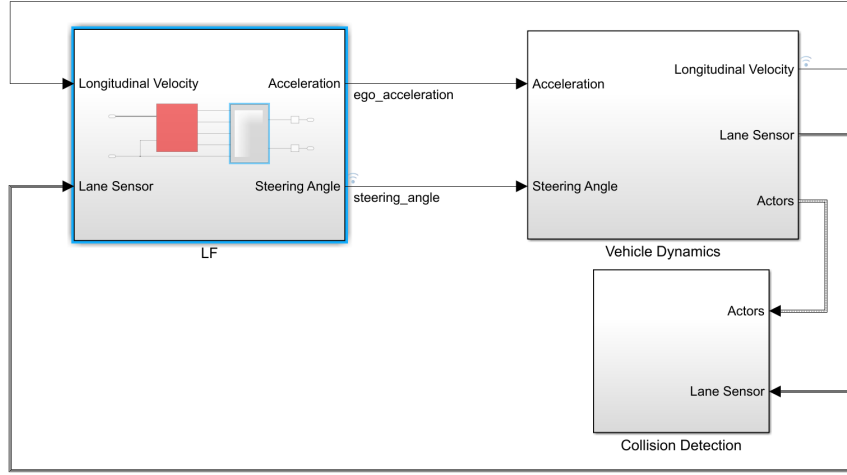 Longitudinal Velocity
Acceleration
ego_acceleration
Lane Sensor
Steering Angle
steering_angle
LF
Acceleration
Longitudinal Velocity
Lane Sensor
Steering Angle
Actors
Vehicle Dynamics
Actors
Lane Sensor
Collision Detection